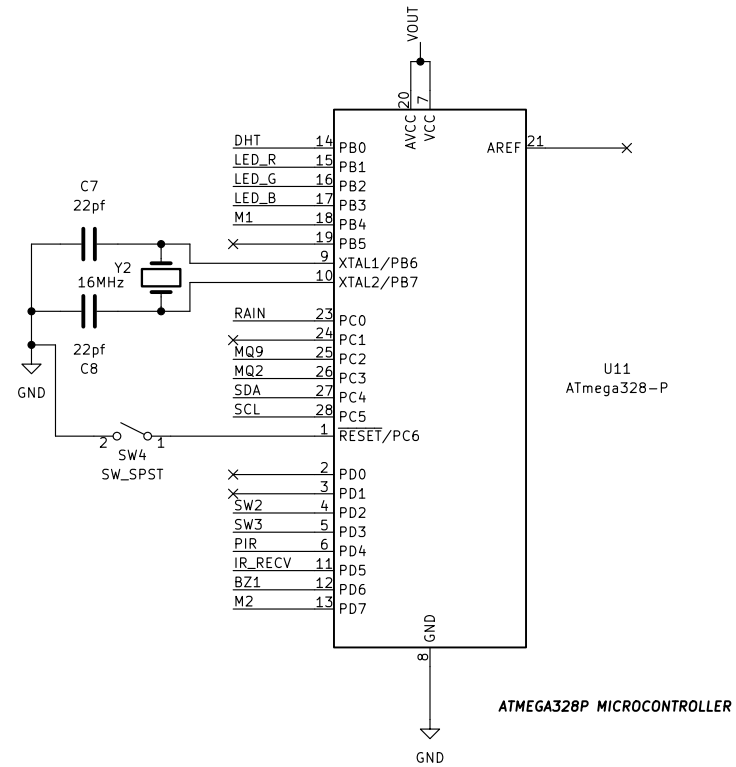 VOUT
20
7
AVCC
VCC
DHT 14 PB0
AREF 21
LED_R 15 PB1
LED_G 16 PB2
LED_B 17 PB3
M1 18 PB4
19 PB5
C7
22pf
9 XTAL1/PB6
Y2
16MHz
10 XTAL2/PB7
22pf
C8
GND
RAIN 23 PC0
24 PC1
MQ9 25 PC2
MQ2 26 PC3
SDA 27 PC4
SCL 28 PC5
1 RESET/PC6
2 1
SW4
SW_SPST
U11
ATmega328-P
2 PD0
3 PD1
SW2 4 PD2
SW3 5 PD3
PIR 6 PD4
IR_RECV 11 PD5
BZ1 12 PD6
M2 13 PD7
GND
8
ATMEGA328P MICROCONTROLLER
GND